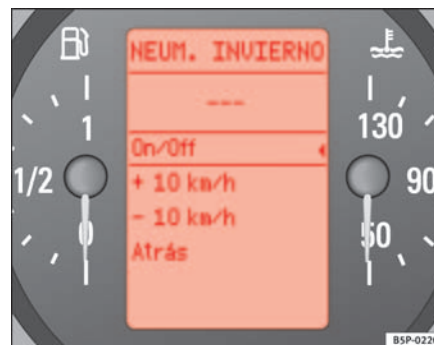 NEUM. INVIERNO
---
On/Off
+ 10 km/h
- 10 km/h
Atrás
1
1/2
0
130
90
50
B5P-0220